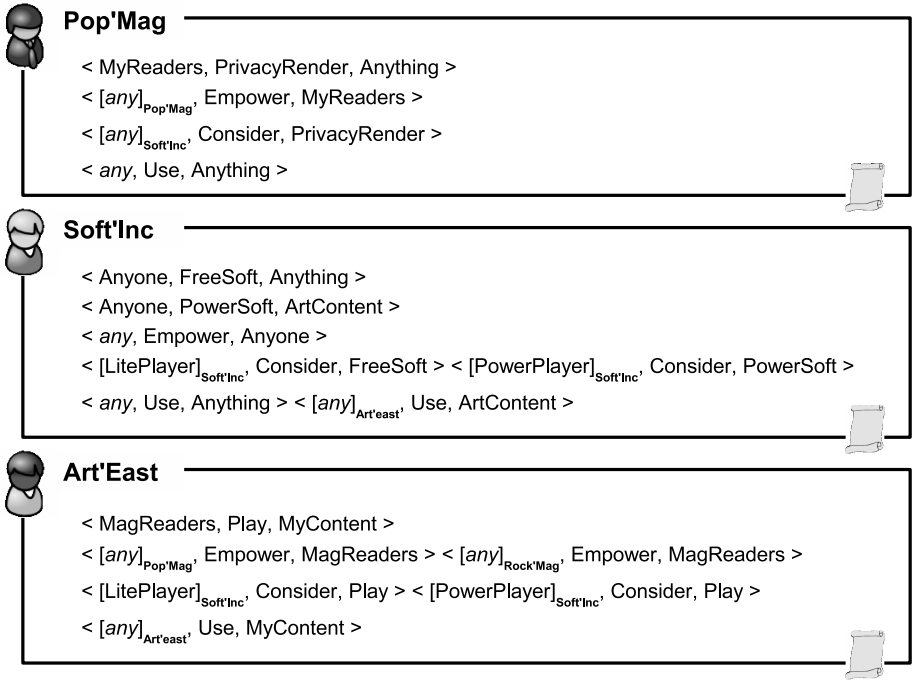 Pop'Mag
< MyReaders, PrivacyRender, Anything >
< [any]Pop'Mag, Empower, MyReaders >
< [any]Soft'Inc, Consider, PrivacyRender >
< any, Use, Anything >
Soft'Inc
< Anyone, FreeSoft, Anything >
< Anyone, PowerSoft, ArtContent >
< any, Empower, Anyone >
< [LitePlayer]Soft'Inc, Consider, FreeSoft > < [PowerPlayer]Soft'Inc, Consider, PowerSoft >
< any, Use, Anything > < [any]Art'east, Use, ArtContent >
Art'East
< MagReaders, Play, MyContent >
< [any]Pop'Mag, Empower, MagReaders > < [any]Rock'Mag, Empower, MagReaders >
< [LitePlayer]Soft'Inc, Consider, Play > < [PowerPlayer]Soft'Inc, Consider, Play >
< [any]Art'east, Use, MyContent >